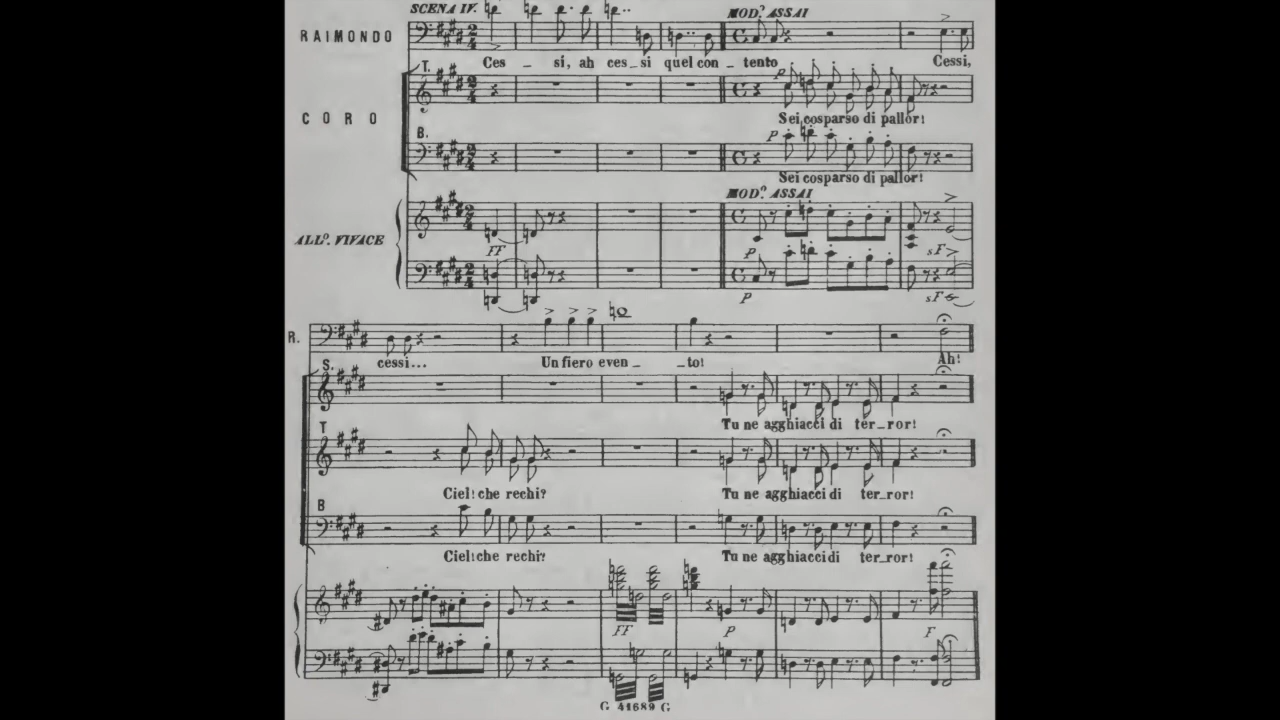 SCENA IV.
MOD.º ASSAI
RAIMONDO
Ces - si, ah ces - si quel con - tento Cessi,
T.
CORO
Sei cosparso di pallor!
B.
P
Sei cosparso di pallor!
MOD.º ASSAI
ALL.º VIVACE
FF P sF
P sF
R.
cessi... Un fiero even - - to! Ah!
S.
Tu ne agghiacci di ter - ror!
T
Ciel! che rechi? Tu ne agghiacci di ter - ror!
B
Ciel! che rechi? Tu ne agghiacci di ter - ror!
FF P F
G 41689 G